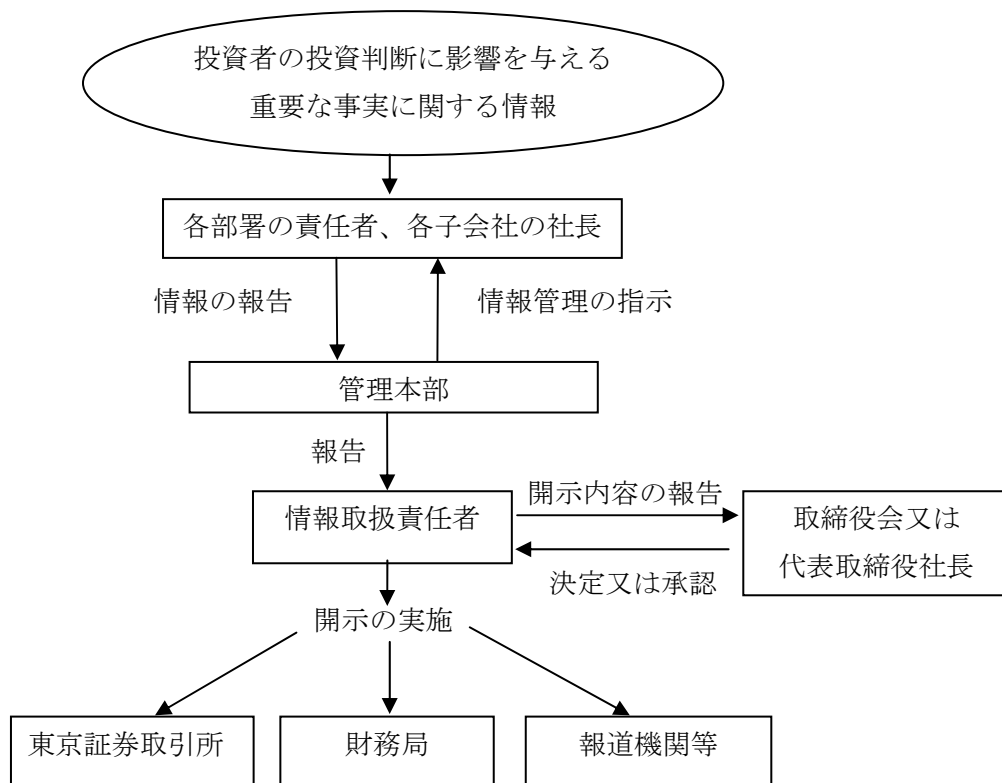 投資者の投資判断に影響を与える
重要な事実に関する情報
各部署の責任者、各子会社の社長
情報の報告
情報管理の指示
管理本部
報告
情報取扱責任者
開示内容の報告
取締役会又は
代表取締役社長
決定又は承認
開示の実施
東京証券取引所
財務局
報道機関等